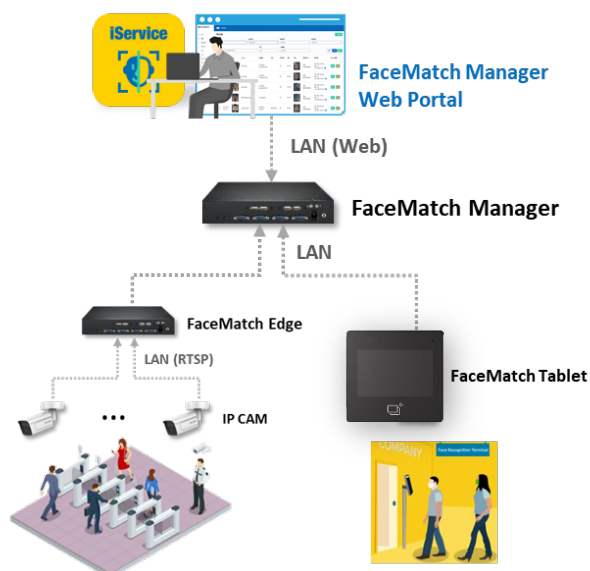 iService
FaceMatch Manager
Web Portal
LAN (Web)
FaceMatch Manager
LAN
FaceMatch Edge
LAN (RTSP)
FaceMatch Tablet
...
IP CAM
COMPANY
Face Recognition Terminal